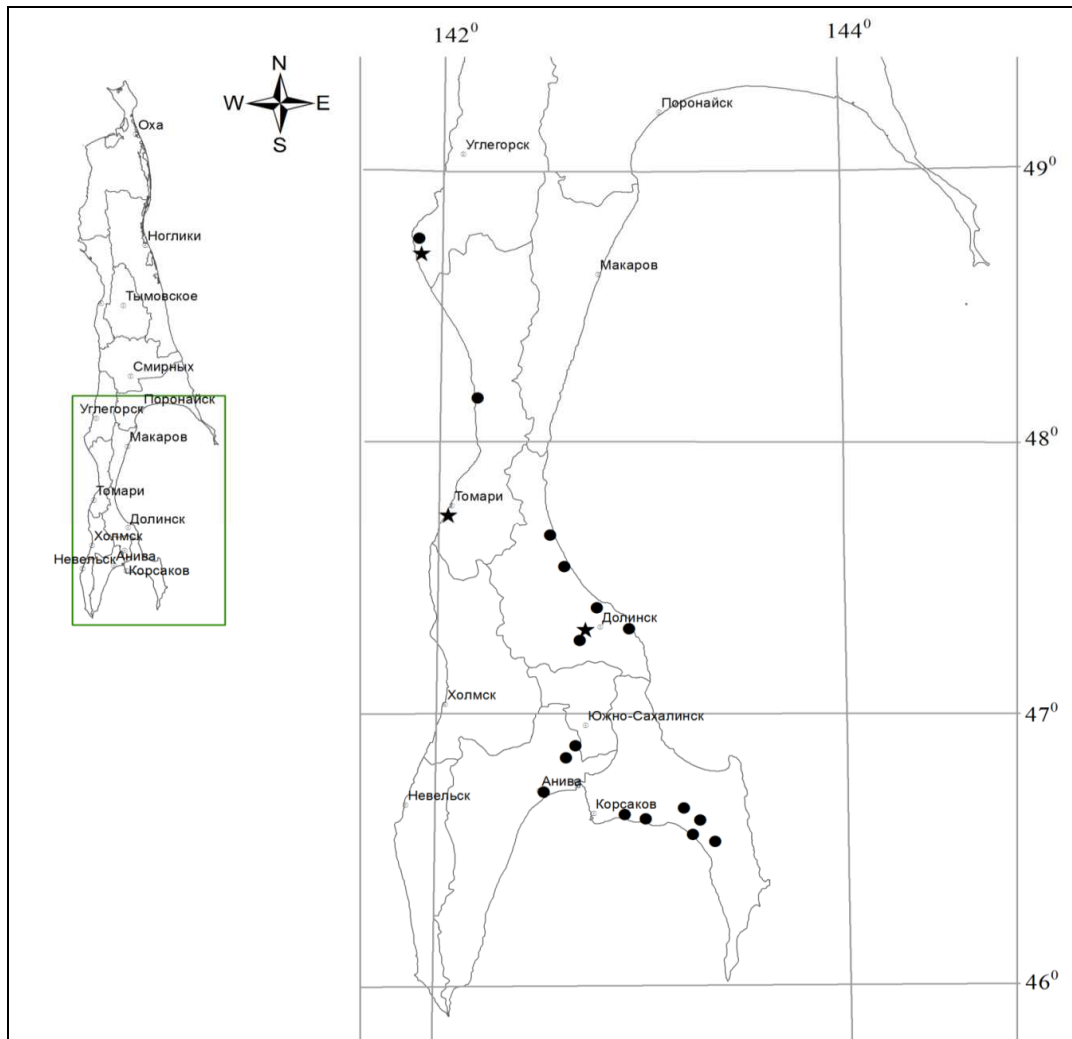 N
W E
S
Оха
Ноглики
Тымовское
Смирных
Поронайск
Углегорск
Макаров
Томари
Долинск
Холмск
Анива
Невельск
Корсаков
142⁰
144⁰
Поронайск
Углегорск
49⁰
Макаров
48⁰
Томари
Долинск
Холмск
Южно-Сахалинск
47⁰
Анива
Невельск
Корсаков
46⁰